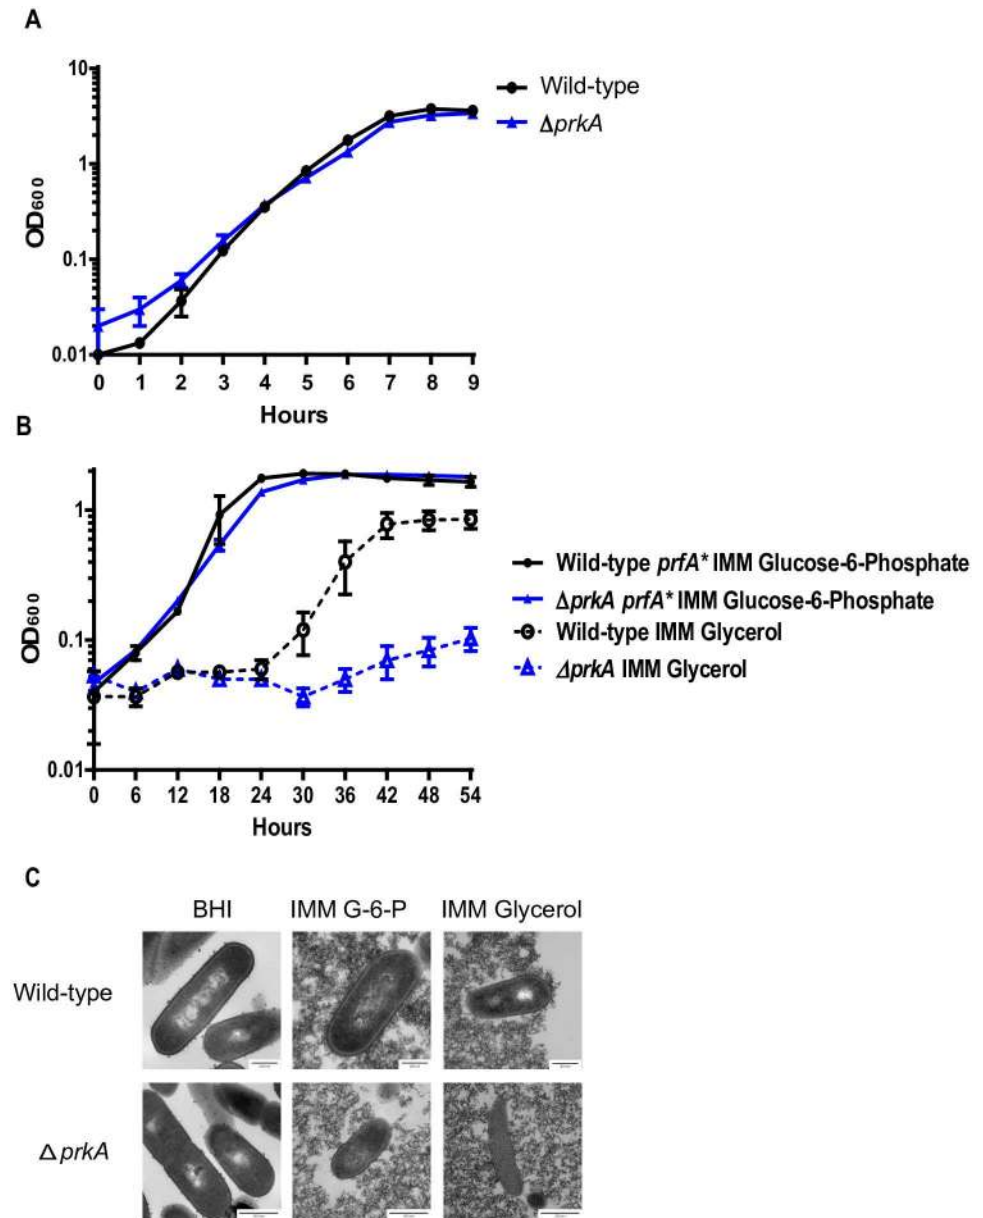 A
10
Wild-type
ΔprkA
1
OD600
0.1
0.01
0 1 2 3 4 5 6 7 8 9
Hours
B
1
Wild-type prfA* IMM Glucose-6-Phosphate
ΔprkA prfA* IMM Glucose-6-Phosphate
Wild-type IMM Glycerol
ΔprkA IMM Glycerol
OD600
0.1
0.01
0 6 12 18 24 30 36 42 48 54
Hours
C
BHI IMM G-6-P IMM Glycerol
Wild-type
Δ prkA